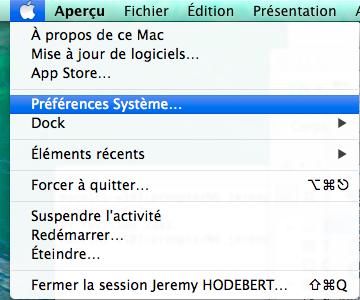 Aperçu Fichier Édition Présentation
À propos de ce Mac
Mise à jour de logiciels...
App Store...
Préférences Système...
Dock ▶
Éléments récents ▶
Forcer à quitter... ⌥⌘⎋
Suspendre l'activité
Redémarrer...
Éteindre...
Fermer la session Jeremy HODEBERT... ⇧⌘Q